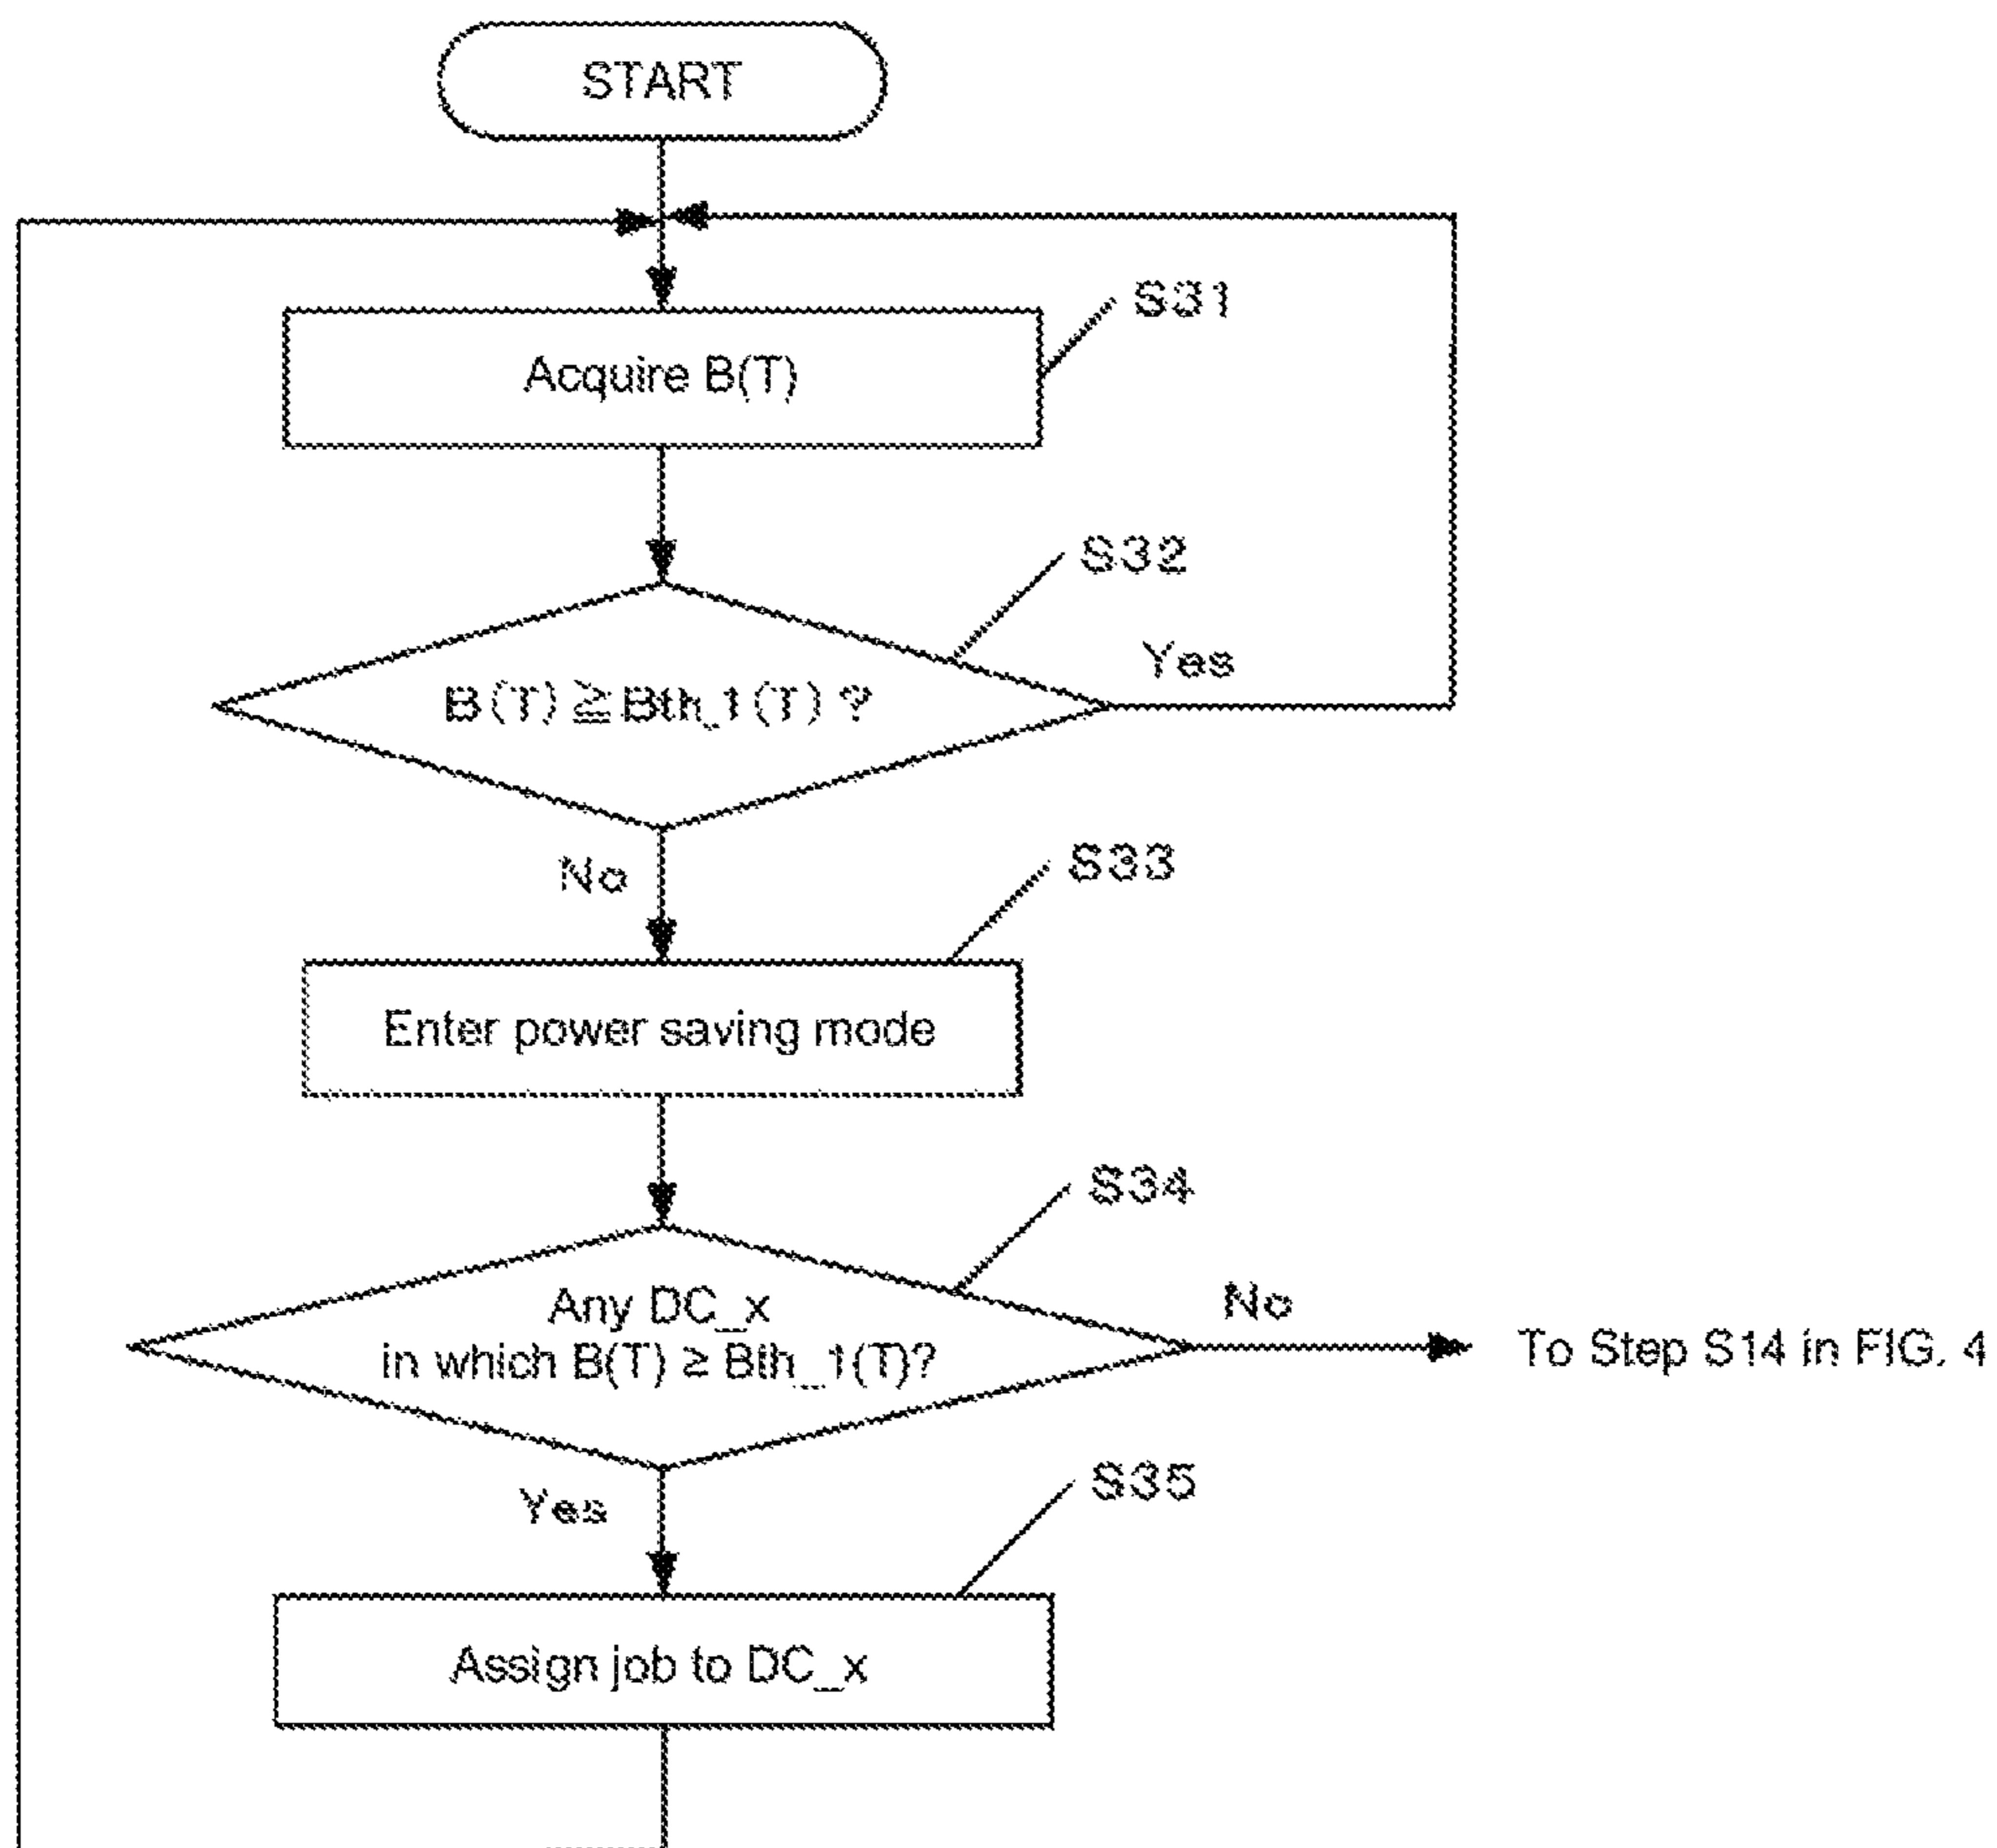 START
Acquire B(T)
S31
B(T) ≧ Bth_1(T) ?
S32
Yes
No
Enter power saving mode
S33
Any DC_x
in which B(T) ≥ Bth_1(T)?
S34
No
To Step S14 in FIG. 4
Yes
Assign job to DC_x
S35